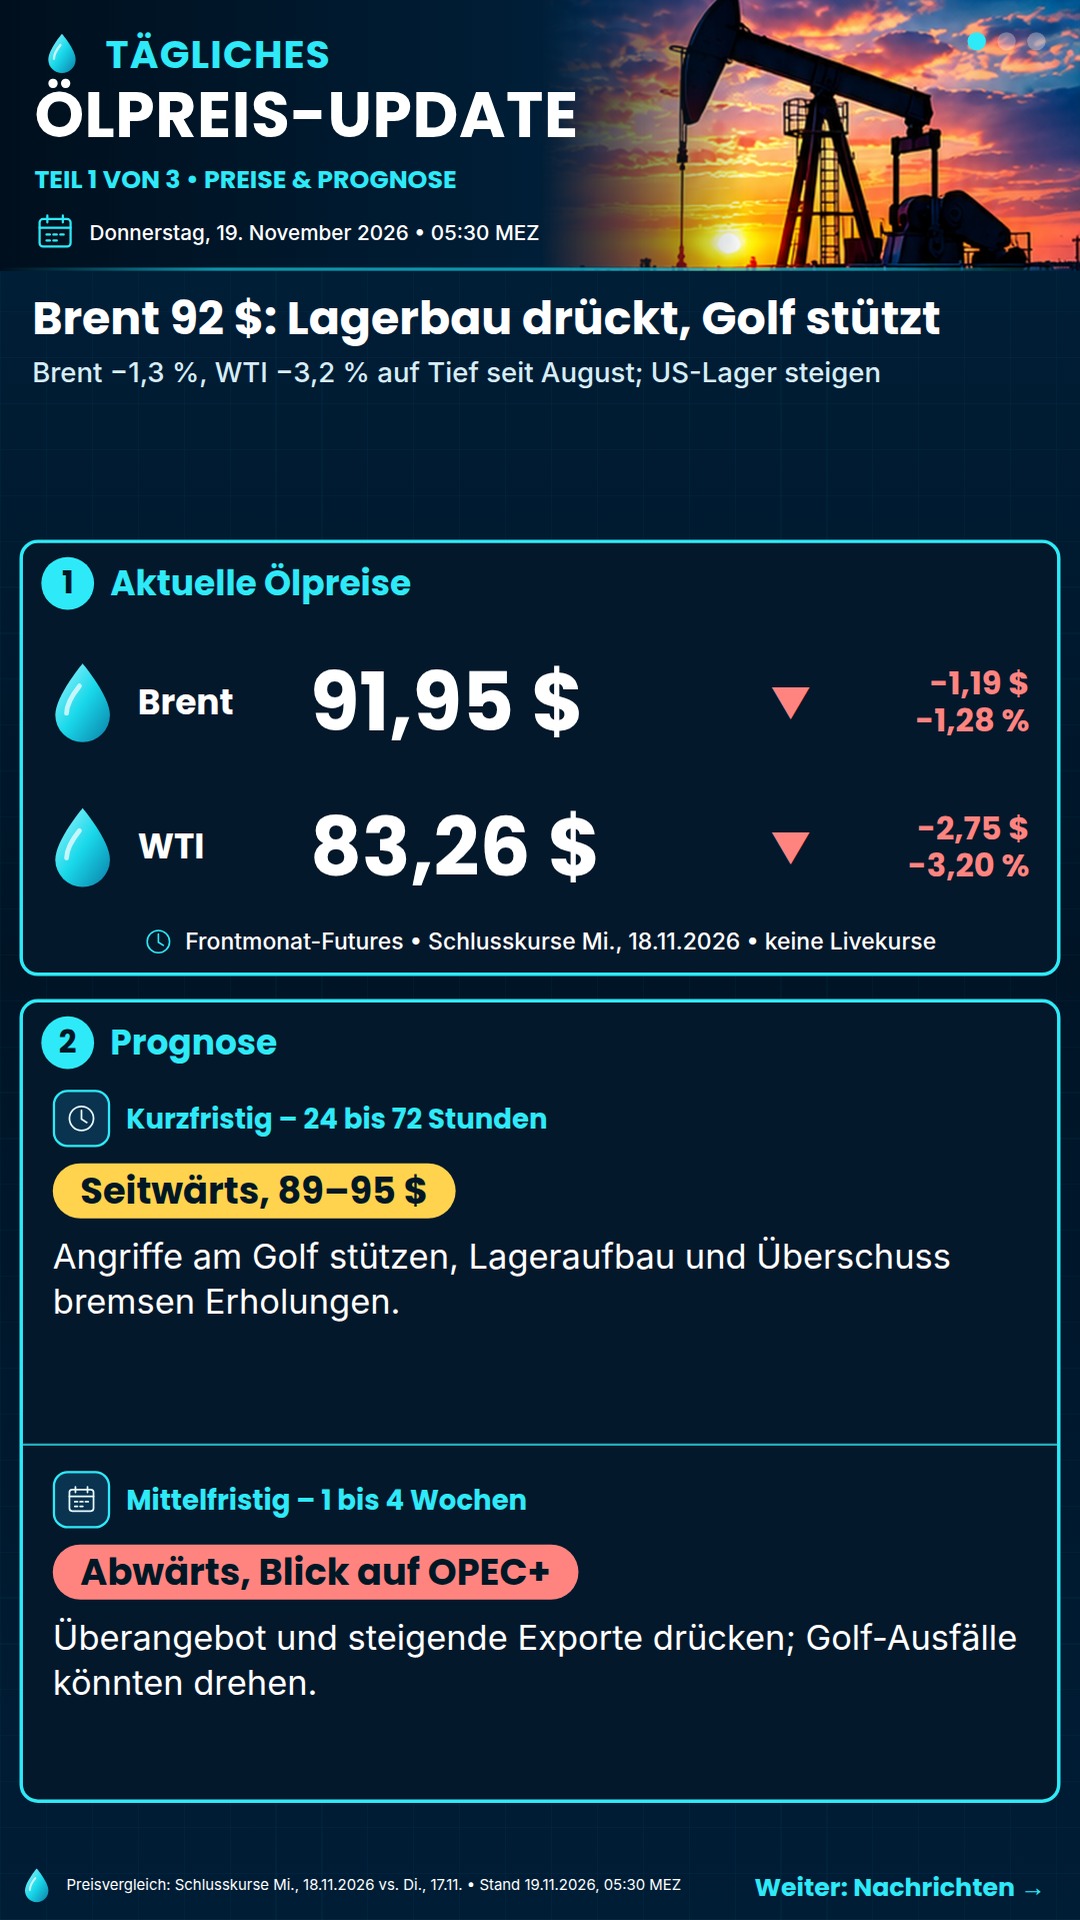 TÄGLICHES
ÖLPREIS-UPDATE
TEIL 1 VON 3 • PREISE & PROGNOSE
Donnerstag, 19. November 2026 • 05:30 MEZ
Brent 92 $: Lagerbau drückt, Golf stützt
Brent −1,3 %, WTI −3,2 % auf Tief seit August; US-Lager steigen
1 Aktuelle Ölpreise
Brent 91,95 $ ▼ −1,19 $
−1,28 %
WTI 83,26 $ ▼ −2,75 $
−3,20 %
Frontmonat-Futures • Schlusskurse Mi., 18.11.2026 • keine Livekurse
2 Prognose
Kurzfristig – 24 bis 72 Stunden
Seitwärts, 89–95 $
Angriffe am Golf stützen, Lageraufbau und Überschuss
bremsen Erholungen.
Mittelfristig – 1 bis 4 Wochen
Abwärts, Blick auf OPEC+
Überangebot und steigende Exporte drücken; Golf-Ausfälle
könnten drehen.
Preisvergleich: Schlusskurse Mi., 18.11.2026 vs. Di., 17.11. • Stand 19.11.2026, 05:30 MEZ
Weiter: Nachrichten →